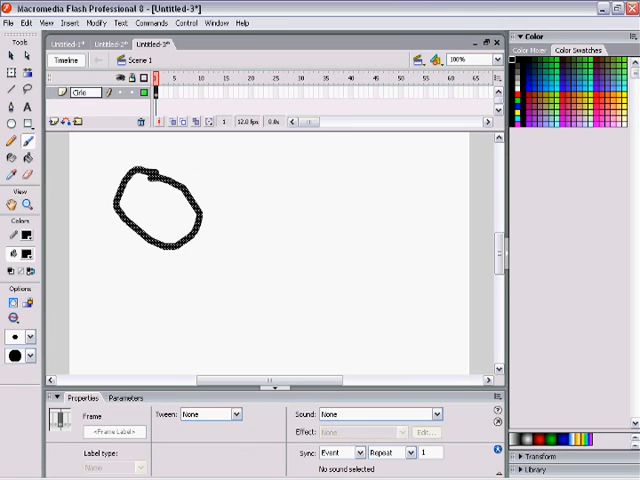 Macromedia Flash Professional 8 - [Untitled-3*]
File Edit View Insert Modify Text Commands Control Window Help
Tools
View
Colors
Options
Untitled-1* Untitled-2* Untitled-3*
Timeline Scene 1 100%
1 5 10 15 20 25 30 35 40 45 50 55 60
1 12.0 fps 0.0s
Properties Parameters
Frame Tween: None Sound: None
<Frame Label> Effect: None Edit...
Label type: Sync: Event Repeat 1
None No sound selected
Color
Color Mixer Color Swatches
Transform
Library